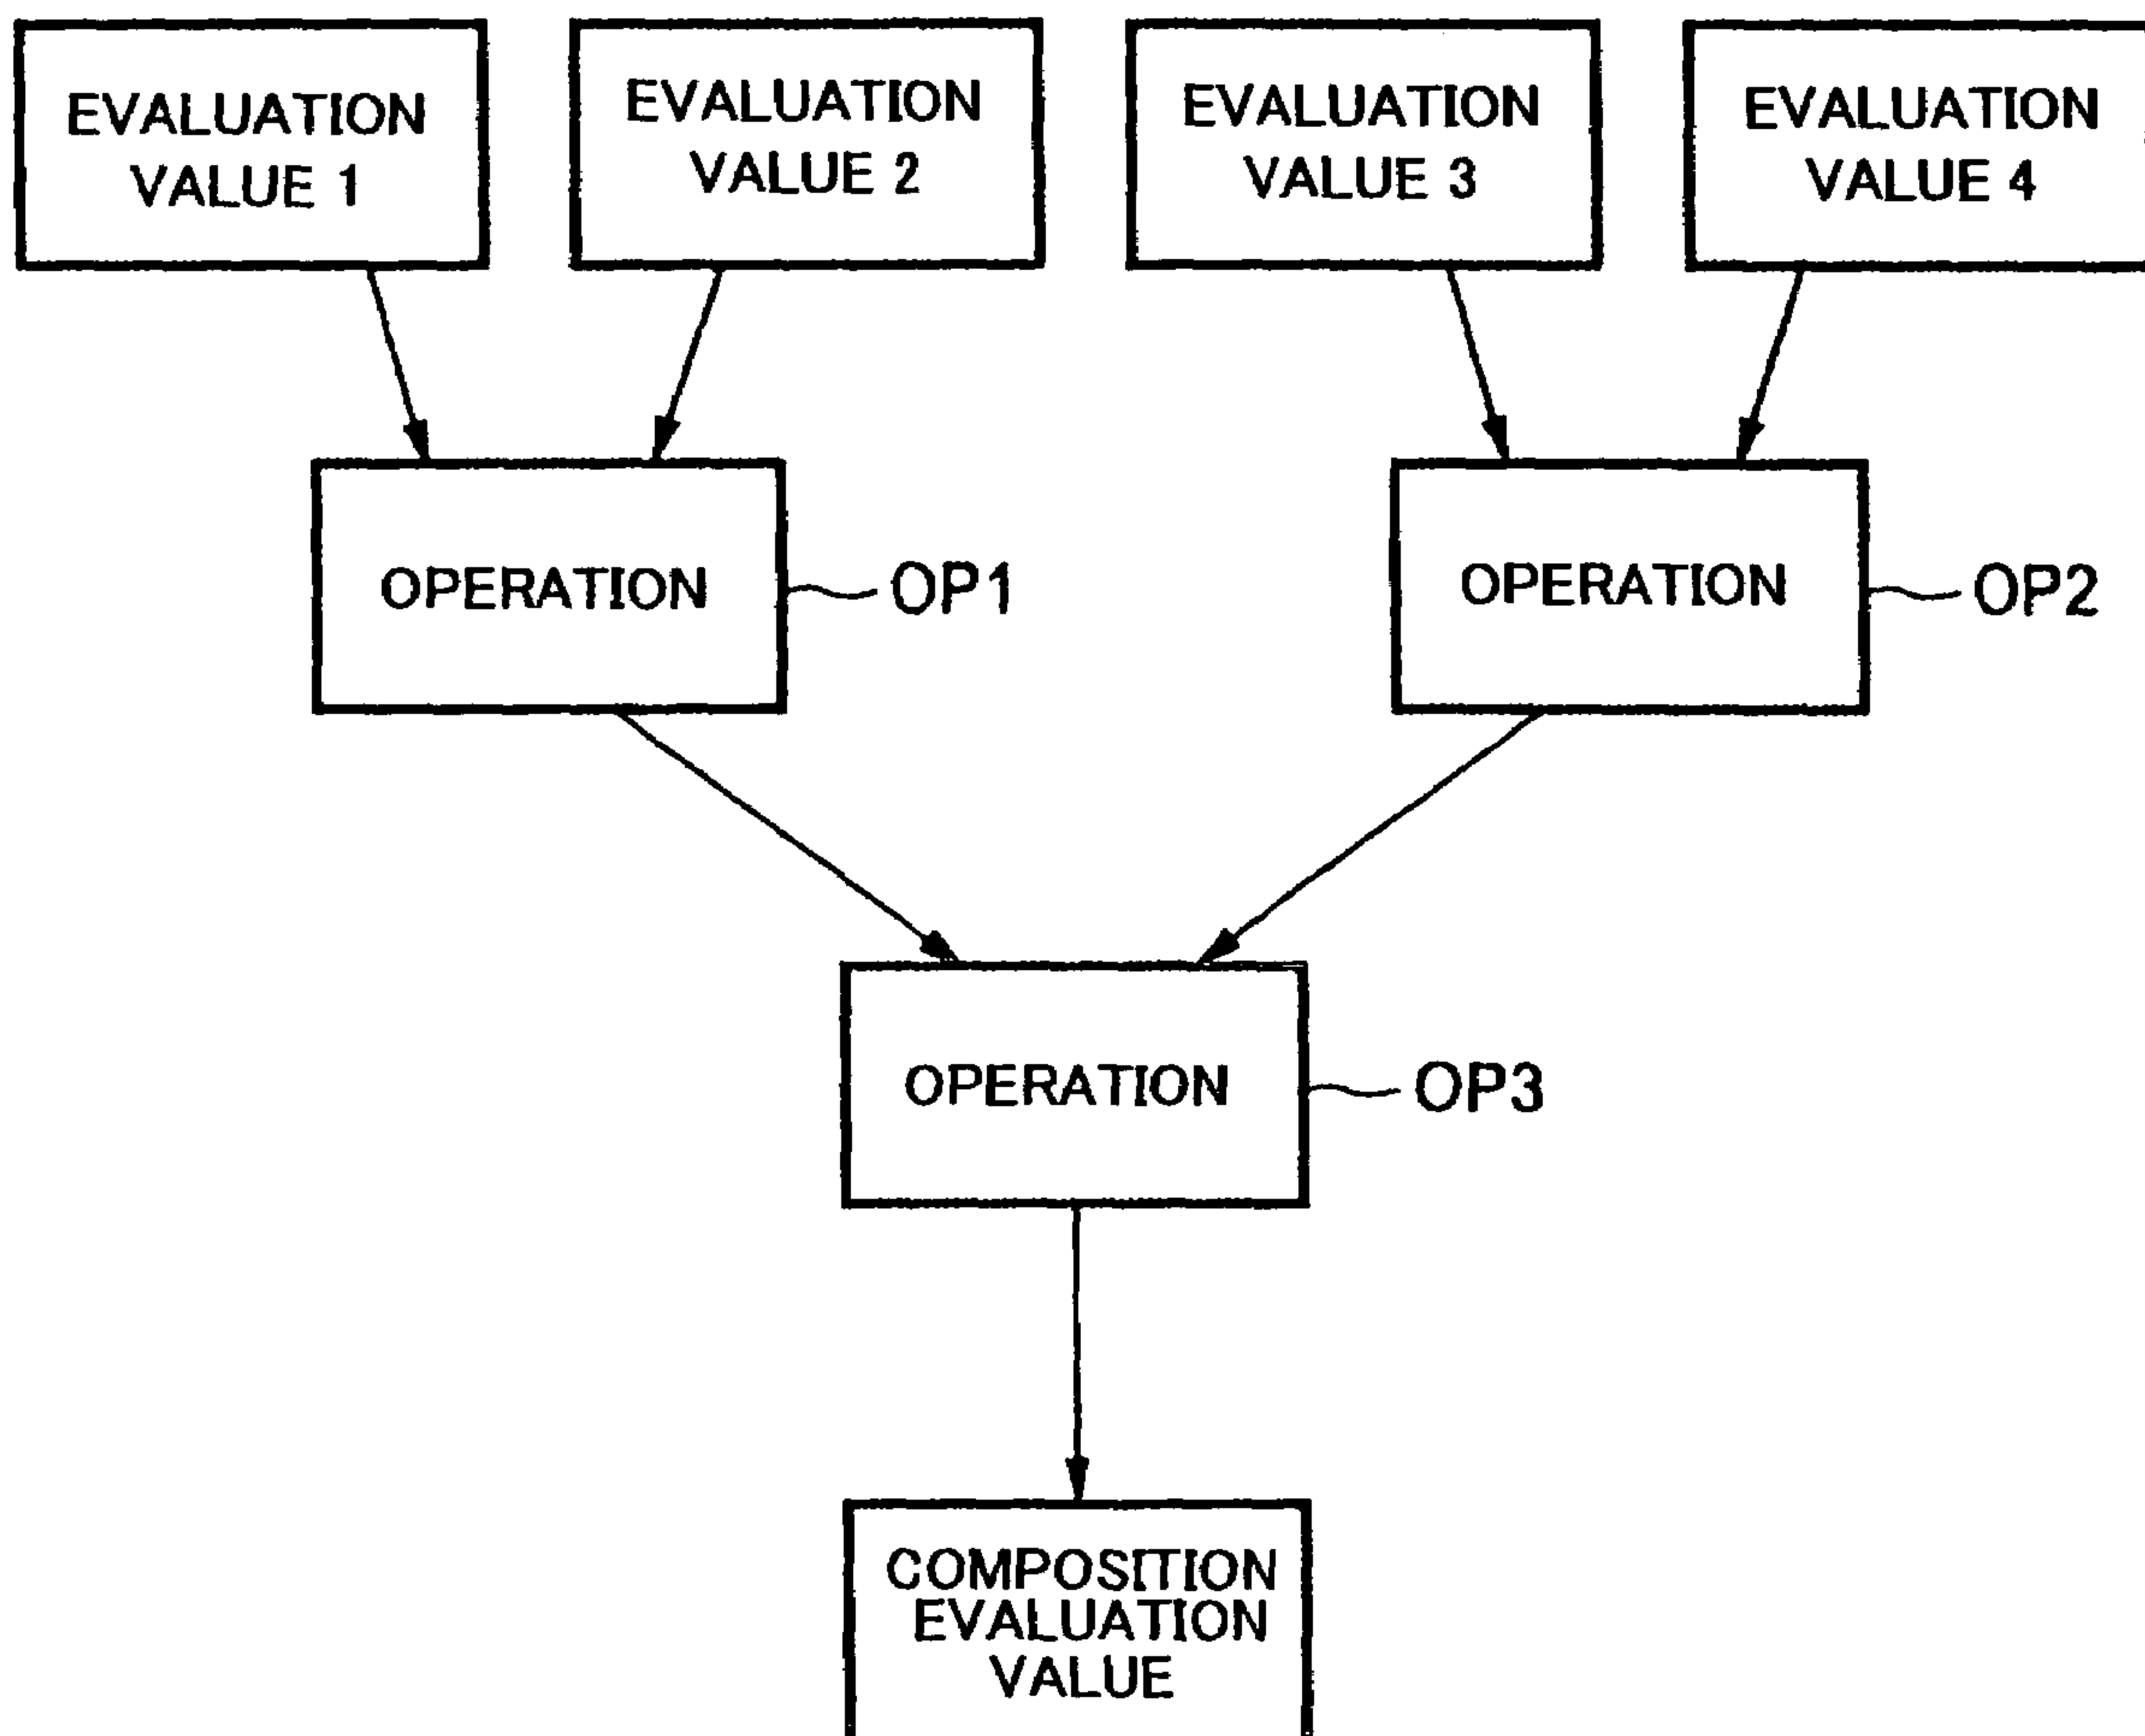 EVALUATION
VALUE 1
EVALUATION
VALUE 2
EVALUATION
VALUE 3
EVALUATION
VALUE 4
OPERATION
OP1
OPERATION
OP2
OPERATION
OP3
COMPOSITION
EVALUATION
VALUE